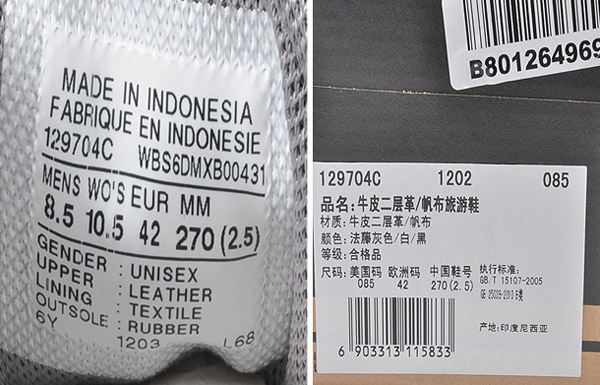 MADE IN INDONESIA
FABRIQUE EN INDONESIE
129704C WBS6DMXB00431
MENS WO'S EUR MM
8.5 10.5 42 270 (2.5)
GENDER : UNISEX
UPPER : LEATHER
LINING : TEXTILE
OUTSOLE : RUBBER
6Y 1203 L68
B801264969
129704C 1202 085
品名:牛皮二层革/帆布旅游鞋
材质:牛皮二层革/帆布
颜色:法藤灰色/白/黑
等级:合格品
尺码:美国码 欧洲码 中国鞋号
085 42 270(2.5)
执行标准:
GB/T 15107-2005
GB 25038-2010 B类
产地:印度尼西亚
6 903313 115833